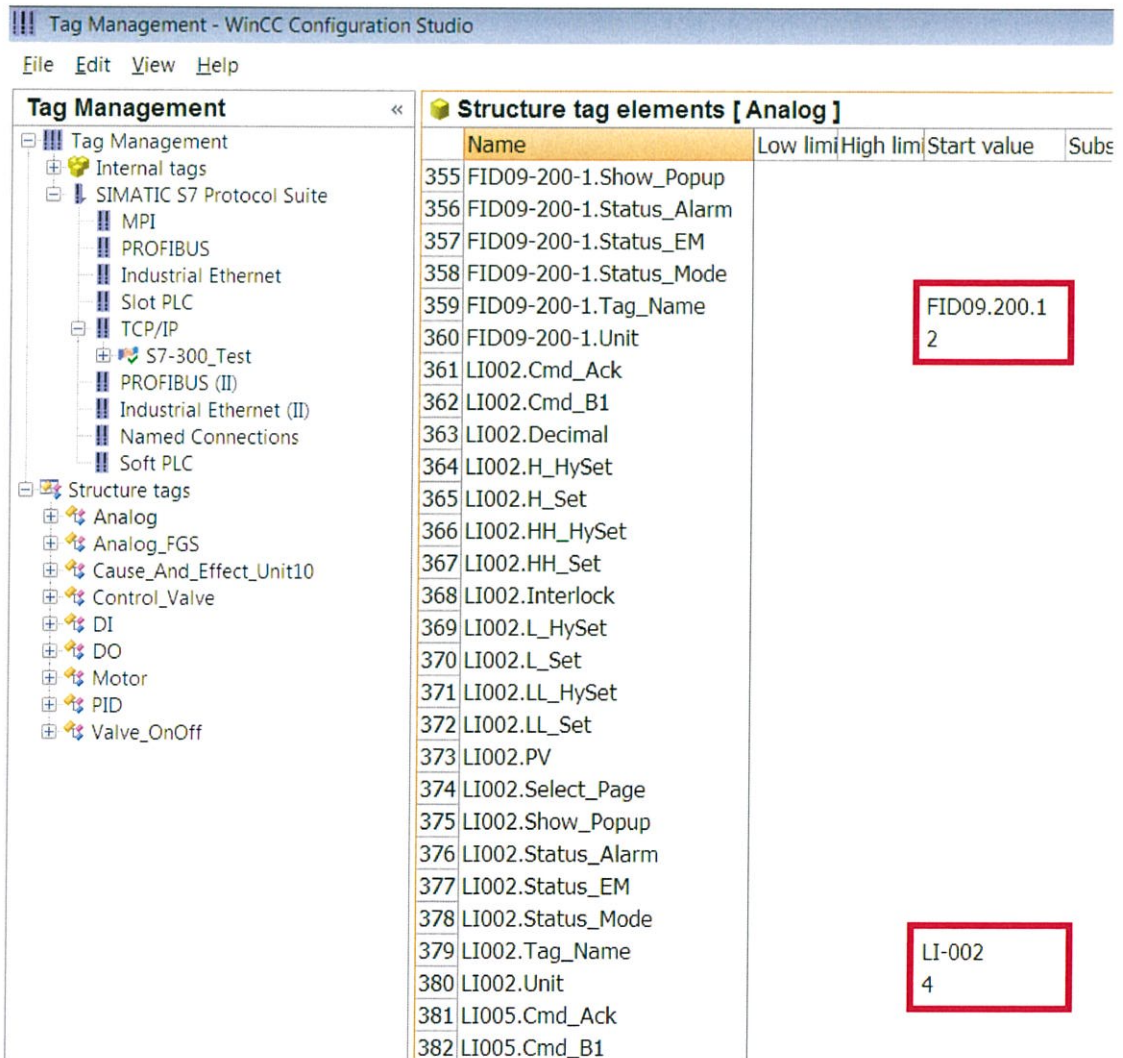 Tag Management - WinCC Configuration Studio
File Edit View Help
Tag Management «
Tag Management
Internal tags
SIMATIC S7 Protocol Suite
MPI
PROFIBUS
Industrial Ethernet
Slot PLC
TCP/IP
S7-300_Test
PROFIBUS (II)
Industrial Ethernet (II)
Named Connections
Soft PLC
Structure tags
Analog
Analog_FGS
Cause_And_Effect_Unit10
Control_Valve
DI
DO
Motor
PID
Valve_OnOff
Structure tag elements [ Analog ]
Name Low limi High limi Start value Subs
355 FID09-200-1.Show_Popup
356 FID09-200-1.Status_Alarm
357 FID09-200-1.Status_EM
358 FID09-200-1.Status_Mode
359 FID09-200-1.Tag_Name FID09.200.1
360 FID09-200-1.Unit 2
361 LI002.Cmd_Ack
362 LI002.Cmd_B1
363 LI002.Decimal
364 LI002.H_HySet
365 LI002.H_Set
366 LI002.HH_HySet
367 LI002.HH_Set
368 LI002.Interlock
369 LI002.L_HySet
370 LI002.L_Set
371 LI002.LL_HySet
372 LI002.LL_Set
373 LI002.PV
374 LI002.Select_Page
375 LI002.Show_Popup
376 LI002.Status_Alarm
377 LI002.Status_EM
378 LI002.Status_Mode
379 LI002.Tag_Name LI-002
380 LI002.Unit 4
381 LI005.Cmd_Ack
382 LI005.Cmd_B1